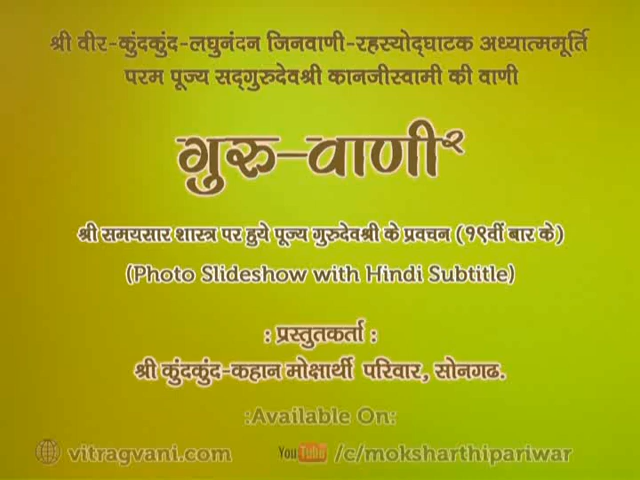 श्री वीर-कुंदकुंद-लघुनंदन जिनवाणी-रहस्योद्घाटक अध्यात्ममूर्ति
परम पूज्य सद्गुरुदेवश्री कानजीस्वामी की वाणी
गुरु-वाणी२
श्री समयसार शास्त्र पर हुये पूज्य गुरुदेवश्री के प्रवचन (१९वीं बार के)
(Photo Slideshow with Hindi Subtitle)
: प्रस्तुतकर्ता :
श्री कुंदकुंद-कहान मोक्षार्थी परिवार, सोनगढ.
:Available On:
vitragvani.com YouTube /c/moksharthipariwar